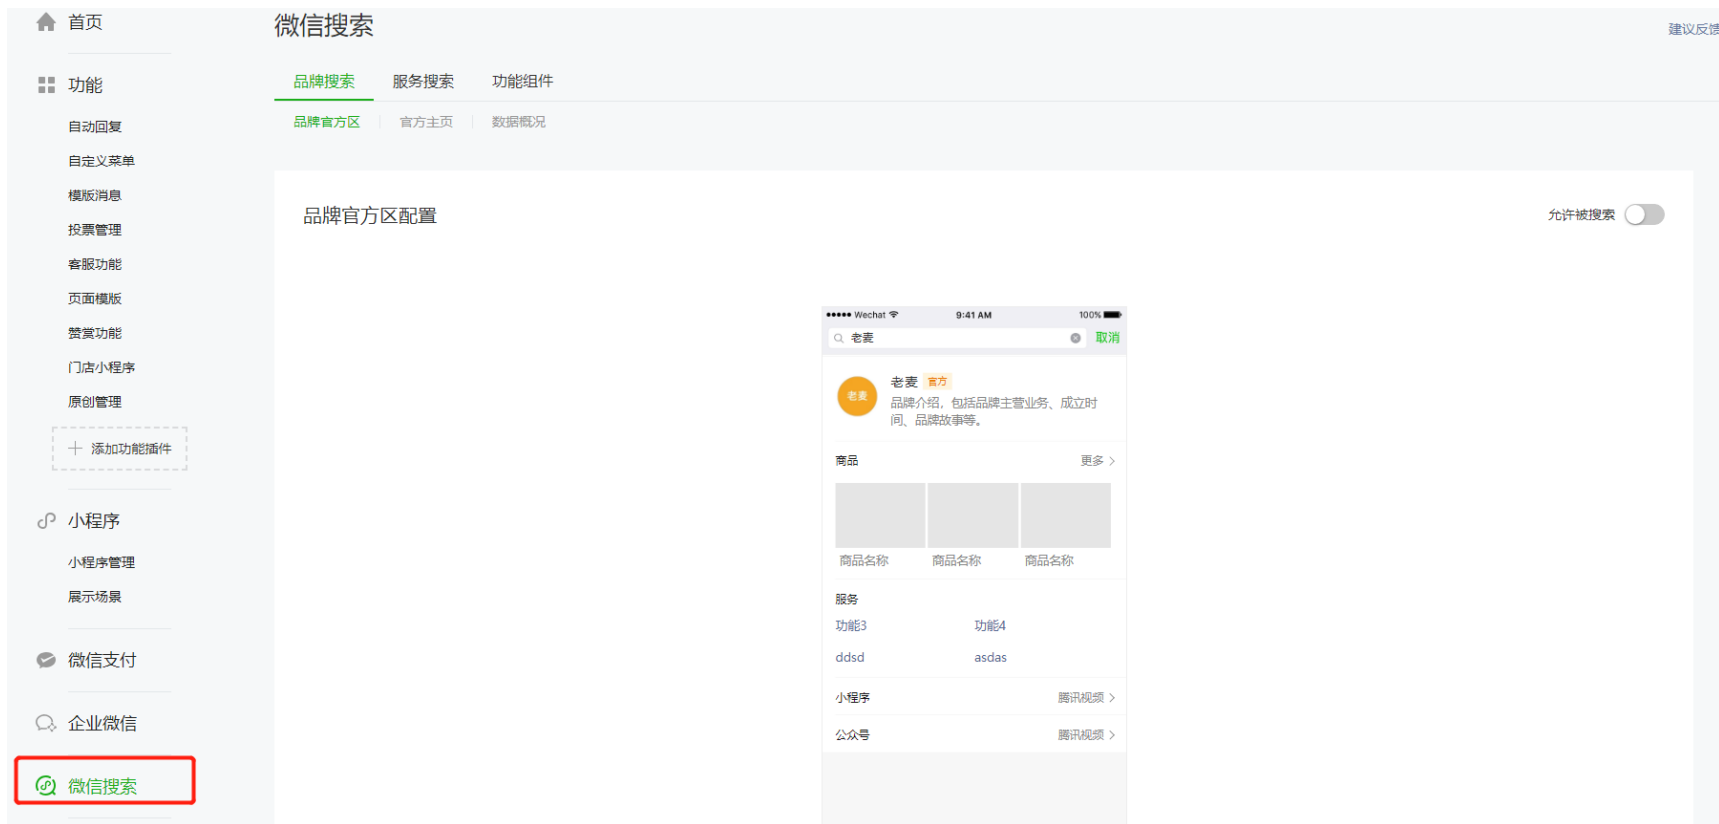 首页
功能
自动回复
自定义菜单
模版消息
投票管理
客服功能
页面模版
赞赏功能
门店小程序
原创管理
添加功能插件
小程序
小程序管理
展示场景
微信支付
企业微信
微信搜索
微信搜索
建议反馈
品牌搜索 服务搜索 功能组件
品牌官方区 官方主页 数据概况
品牌官方区配置
允许被搜索
Wechat 9:41 AM 100%
老麦 取消
老麦
老麦 官方
品牌介绍，包括品牌主营业务、成立时
间、品牌故事等。
商品 更多
商品名称 商品名称 商品名称
服务
功能3 功能4
ddsd asdas
小程序 腾讯视频
公众号 腾讯视频